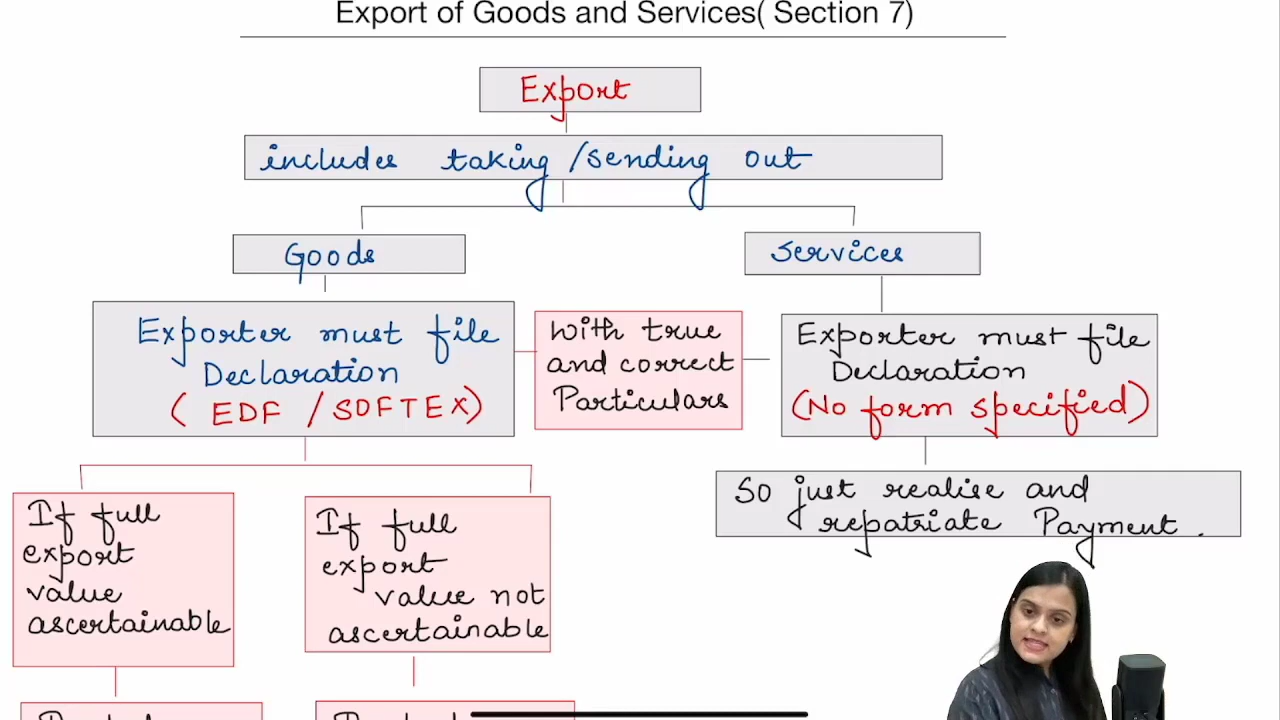 Export of Goods and Services( Section 7)
Export
includes taking/sending out
Goods
Services
Exporter must file
Declaration
( EDF / SOFTEX)
With true
and correct
Particulars
Exporter must file
Declaration
(No form specified)
If full
export
value
ascertainable
If full
export
value not
ascertainable
So just realise and
repatriate Payment.